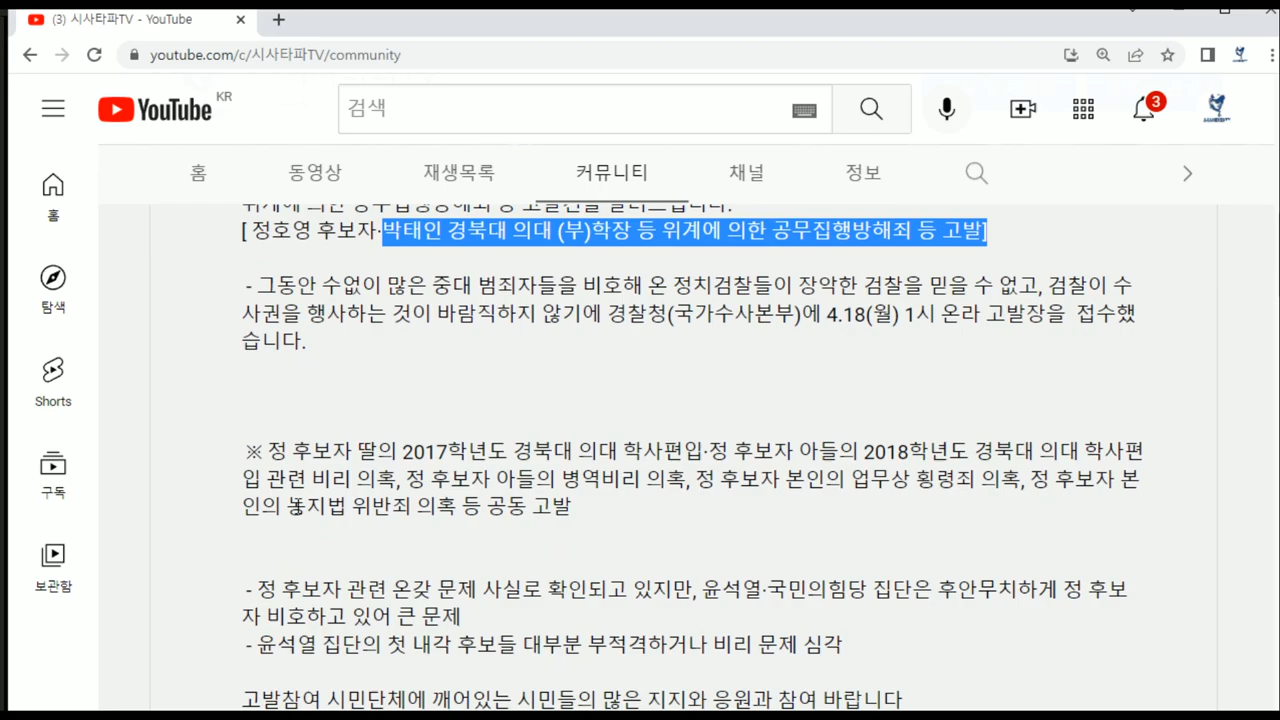 (3) 시사타파TV - YouTube
youtube.com/c/시사타파TV/community
YouTube KR
검색
3
홈 동영상 재생목록 커뮤니티 채널 정보
홈
탐색
Shorts
구독
보관함
[ 정호영 후보자·박태인 경북대 의대 (부)학장 등 위계에 의한 공무집행방해죄 등 고발]
- 그동안 수없이 많은 중대 범죄자들을 비호해 온 정치검찰들이 장악한 검찰을 믿을 수 없고, 검찰이 수
사권을 행사하는 것이 바람직하지 않기에 경찰청(국가수사본부)에 4.18(월) 1시 온라 고발장을 접수했
습니다.
※ 정 후보자 딸의 2017학년도 경북대 의대 학사편입·정 후보자 아들의 2018학년도 경북대 의대 학사편
입 관련 비리 의혹, 정 후보자 아들의 병역비리 의혹, 정 후보자 본인의 업무상 횡령죄 의혹, 정 후보자 본
인의 위반죄 의혹 등 공동 고발
- 정 후보자 관련 온갖 문제 사실로 확인되고 있지만, 윤석열·국민의힘당 집단은 후안무치하게 정 후보
자 비호하고 있어 큰 문제
- 윤석열 집단의 첫 내각 후보들 대부분 부적격하거나 비리 문제 심각
고발참여 시민단체에 깨어있는 시민들의 많은 지지와 응원과 참여 바랍니다